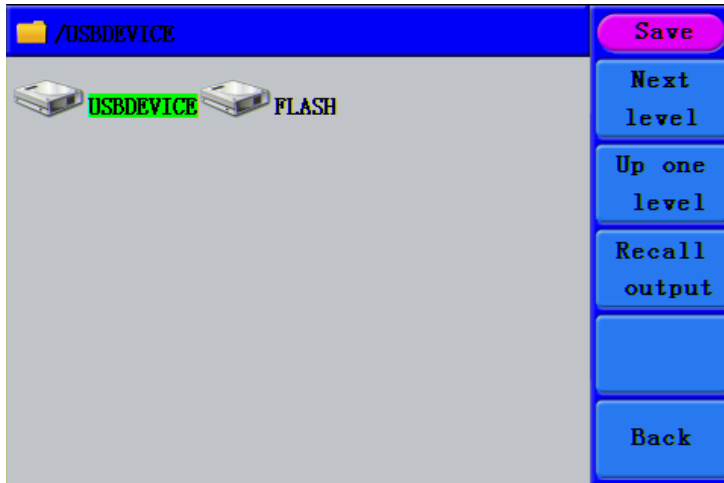 /USBDEVICE
Save
USBDEVICE FLASH
Next
level
Up one
level
Recall
output
Back